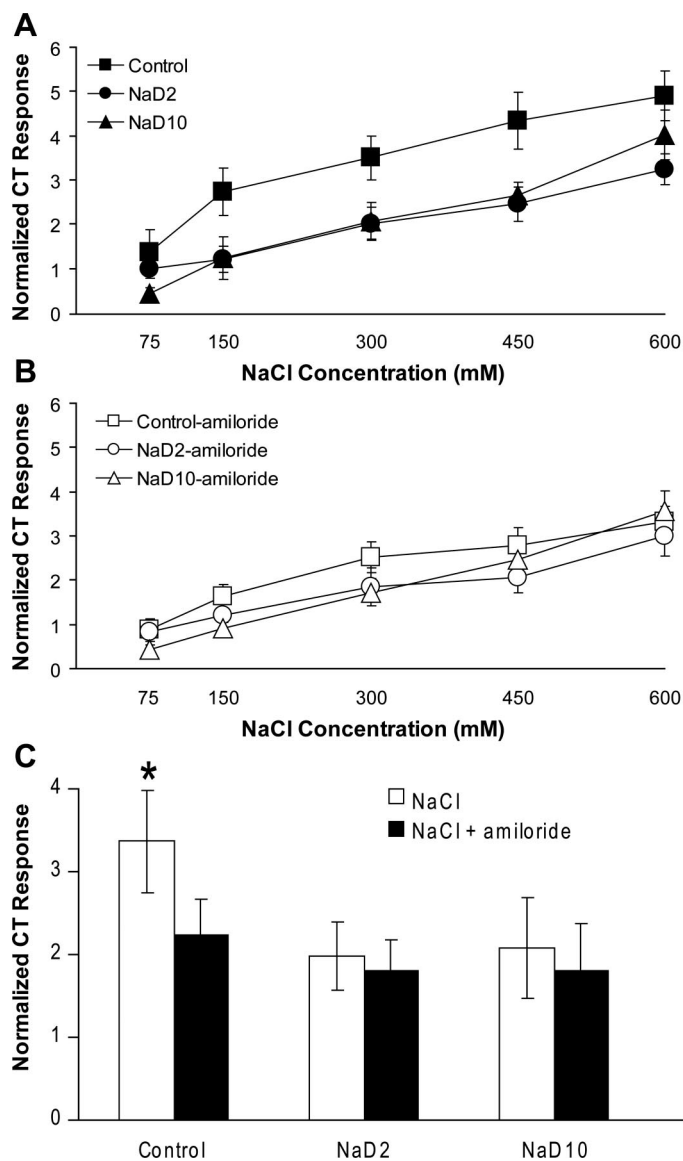 A
Normalized CT Response
6
5
4
3
2
1
0
Control
NaD2
NaD10
75 150 300 450 600
NaCl Concentration (mM)
B
Normalized CT Response
6
5
4
3
2
1
0
Control-amiloride
NaD2-amiloride
NaD10-amiloride
75 150 300 450 600
NaCl Concentration (mM)
C
Normalized CT Response
4
3
2
1
0
*
NaCl
NaCl + amiloride
Control NaD2 NaD10